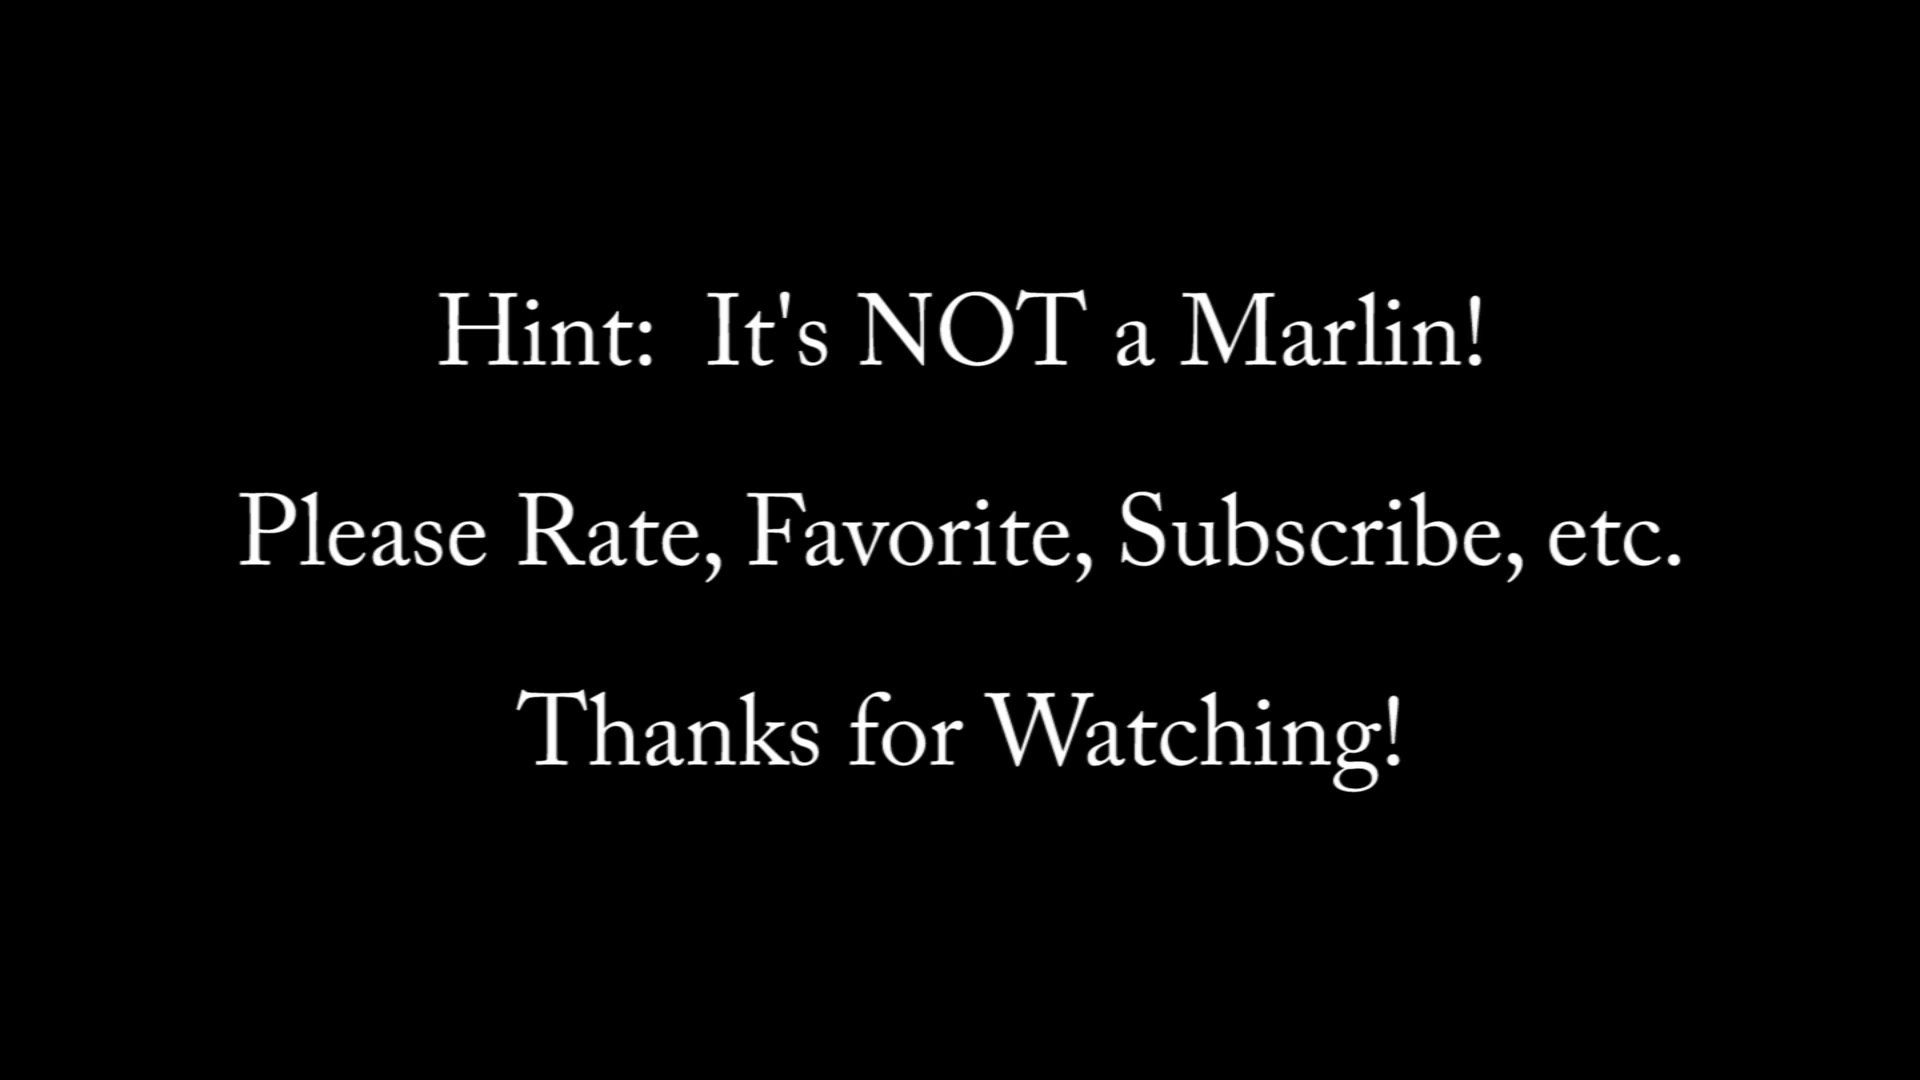 Hint:  It's NOT a Marlin!
Please Rate, Favorite, Subscribe, etc.
Thanks for Watching!